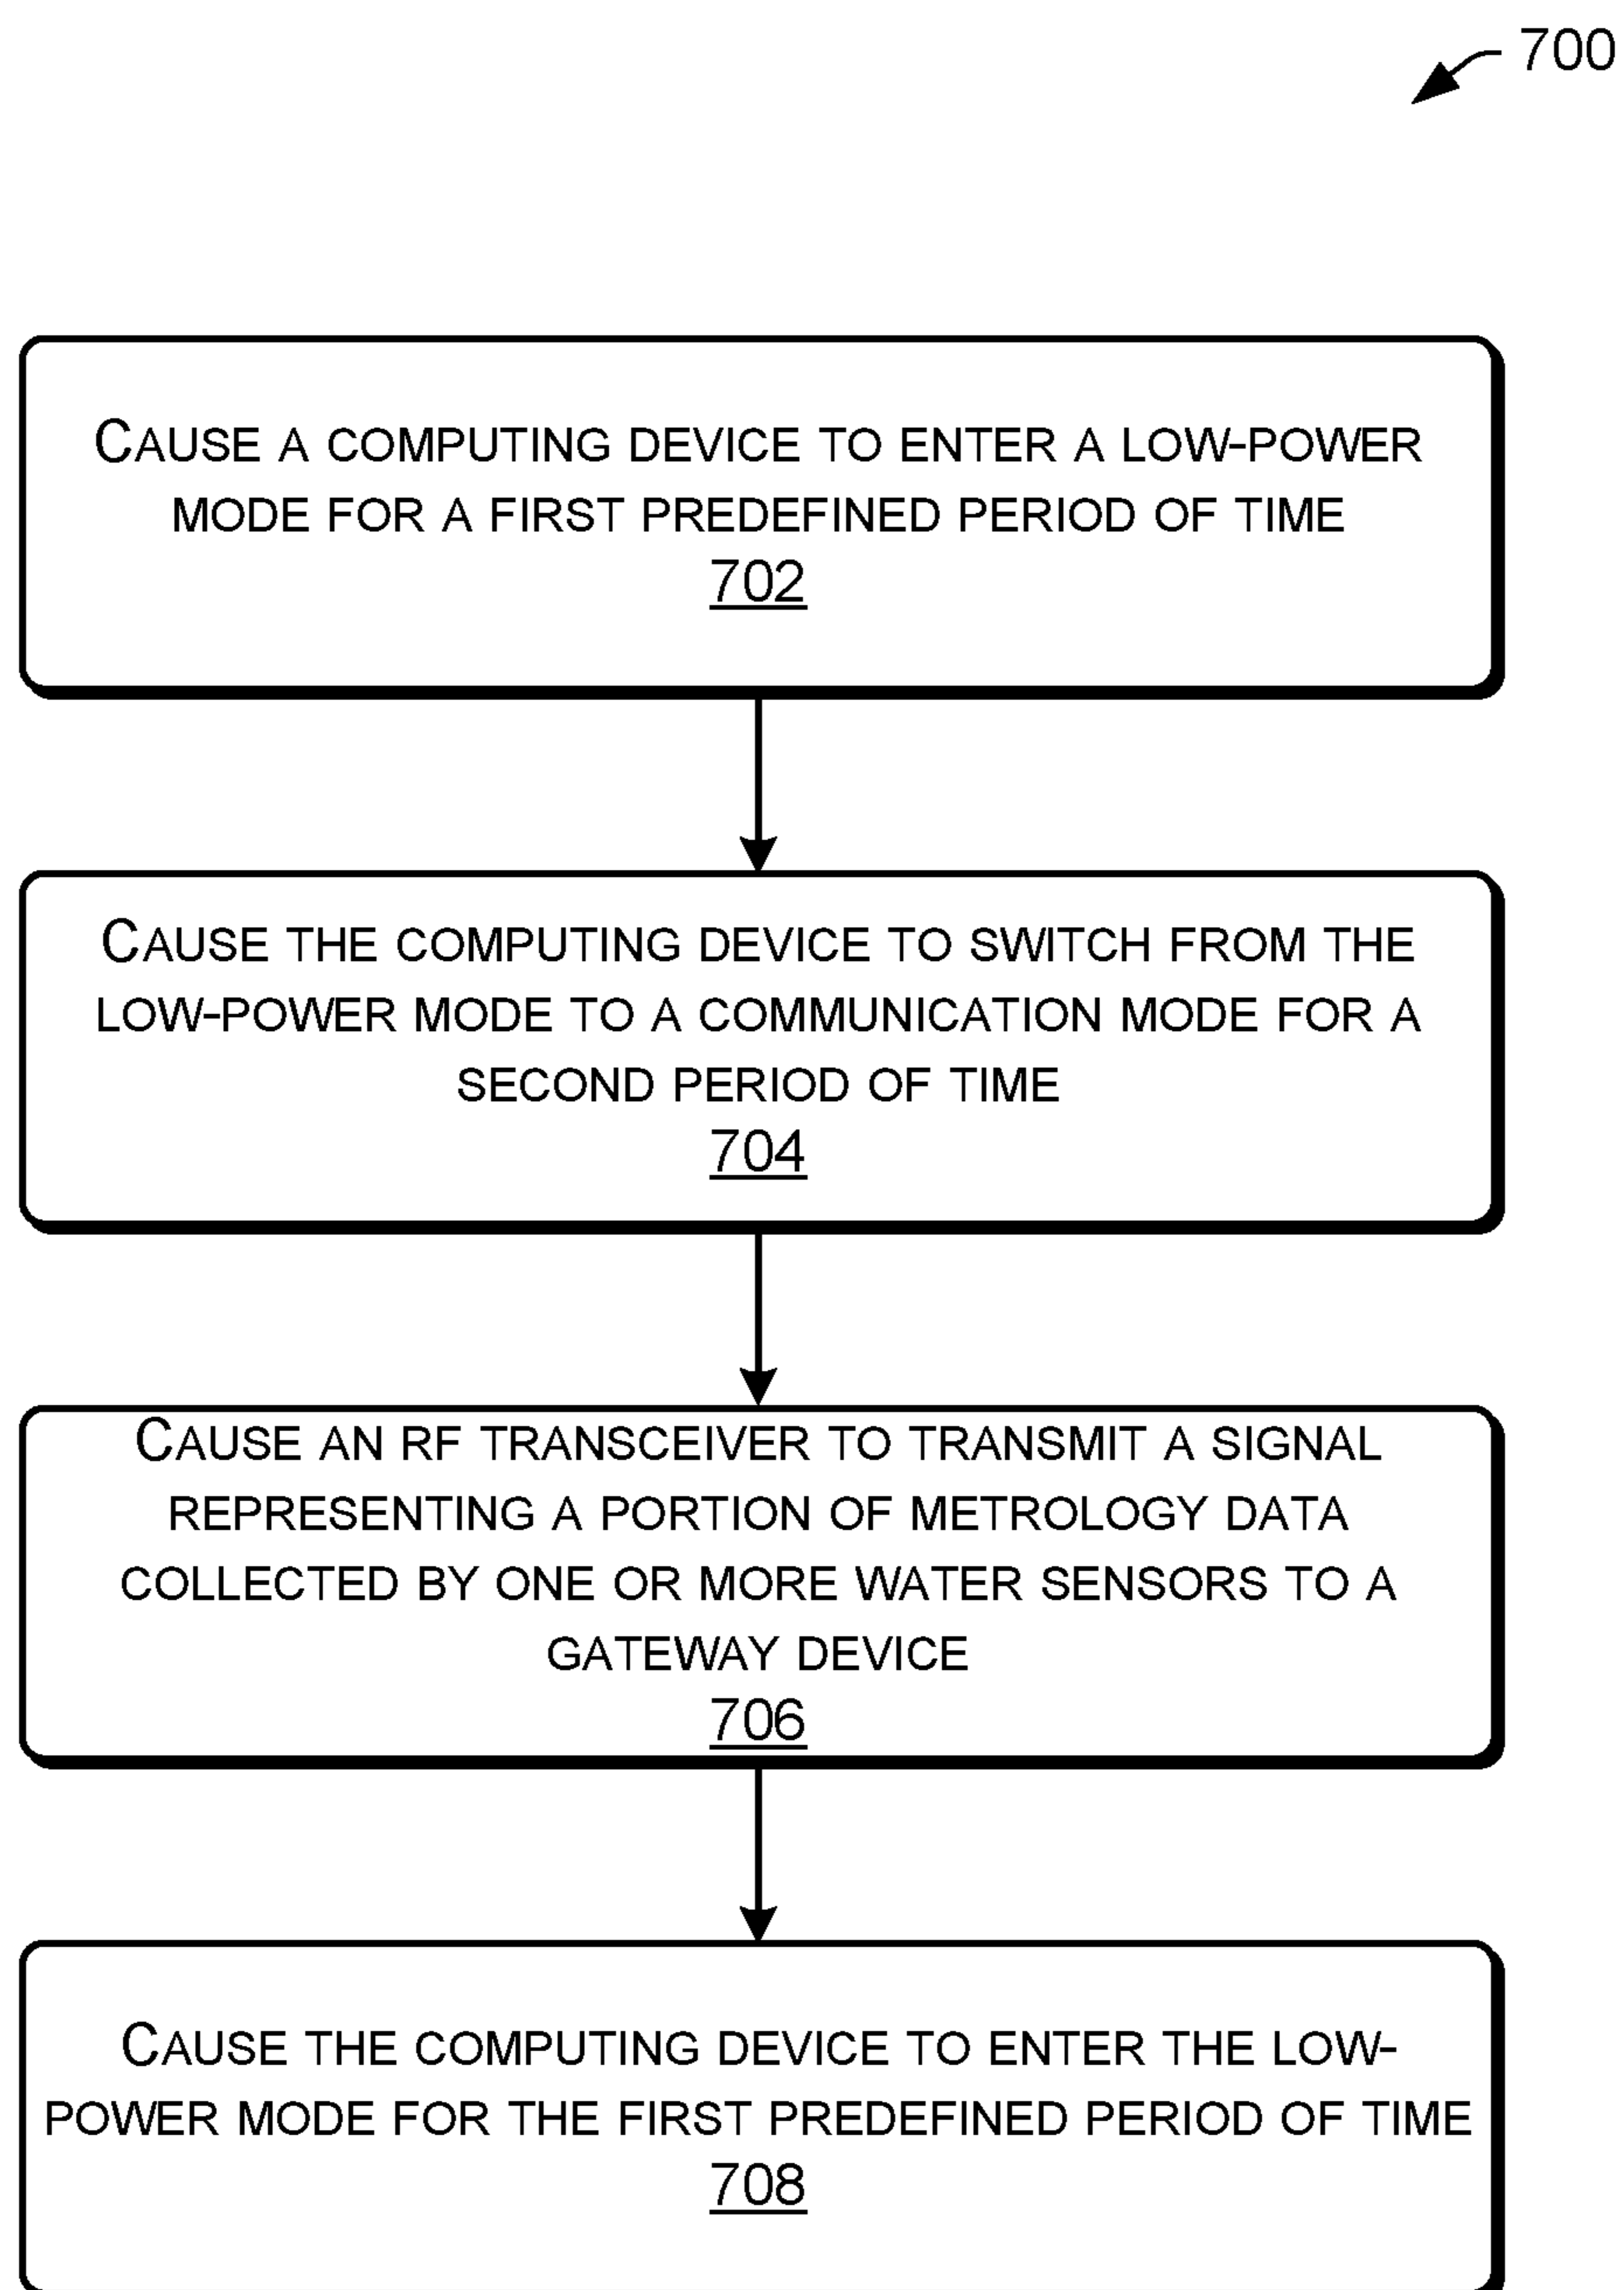 700
CAUSE A COMPUTING DEVICE TO ENTER A LOW-POWER
MODE FOR A FIRST PREDEFINED PERIOD OF TIME
702
CAUSE THE COMPUTING DEVICE TO SWITCH FROM THE
LOW-POWER MODE TO A COMMUNICATION MODE FOR A
SECOND PERIOD OF TIME
704
CAUSE AN RF TRANSCEIVER TO TRANSMIT A SIGNAL
REPRESENTING A PORTION OF METROLOGY DATA
COLLECTED BY ONE OR MORE WATER SENSORS TO A
GATEWAY DEVICE
706
CAUSE THE COMPUTING DEVICE TO ENTER THE LOW-
POWER MODE FOR THE FIRST PREDEFINED PERIOD OF TIME
708